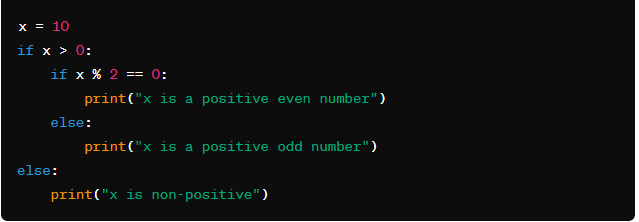 x = 10
if x > 0:
    if x % 2 == 0:
        print("x is a positive even number")
    else:
        print("x is a positive odd number")
else:
    print("x is non-positive")